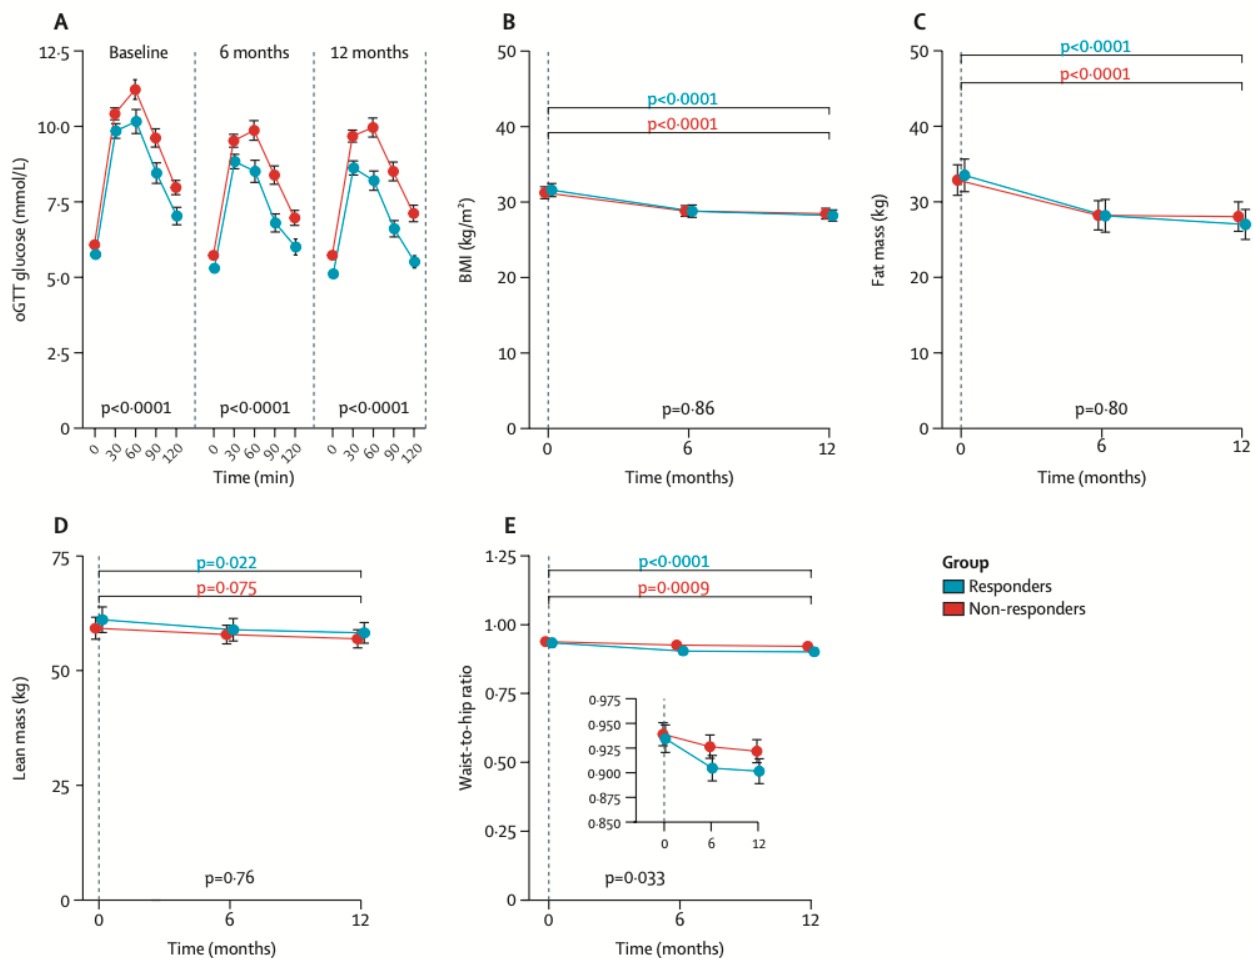 A
Baseline
6 months
12 months
oGTT glucose (mmol/L)
12·5
10·0
7·5
5·0
2·5
0
p<0·0001
p<0·0001
p<0·0001
0 30 60 90 120
0 30 60 90 120
0 30 60 90 120
Time (min)
B
BMI (kg/m²)
50
40
30
20
10
0
p<0·0001
p<0·0001
p=0·86
0 6 12
Time (months)
C
Fat mass (kg)
50
40
30
20
10
0
p<0·0001
p<0·0001
p=0·80
0 6 12
Time (months)
D
Lean mass (kg)
75
50
25
0
p=0·022
p=0·075
p=0·76
0 6 12
Time (months)
E
Waist-to-hip ratio
1·25
1·00
0·75
0·50
0·25
0
p<0·0001
p=0·0009
0·975
0·950
0·925
0·900
0·875
0·850
0 6 12
p=0·033
0 6 12
Time (months)
Group
Responders
Non-responders